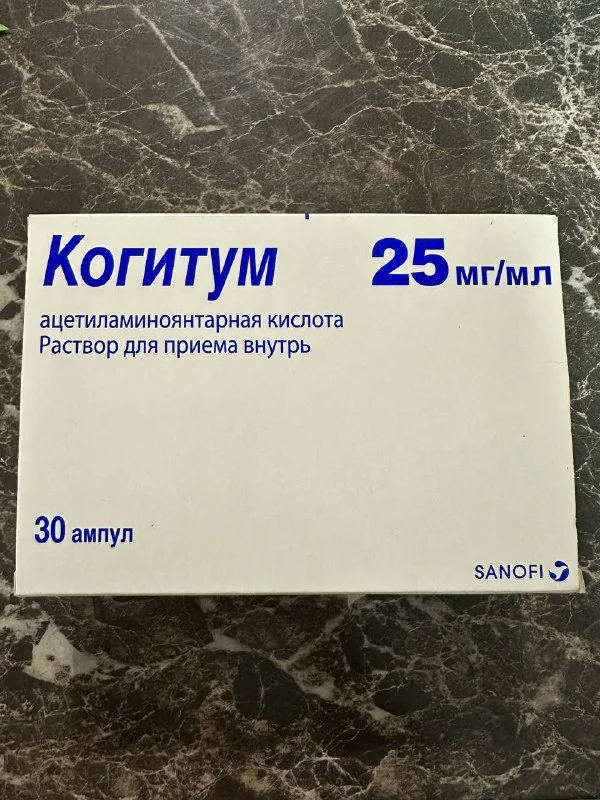 Когитум 25 мг/мл
ацетиламиноянтарная кислота
Раствор для приема внутрь
30 ампул
SANOFI